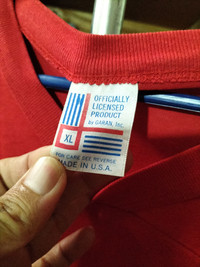 OFFICIALLY
LICENSED
PRODUCT
By GARAN, Inc.
XL
FOR CARE SEE REVERSE
MADE IN U.S.A.